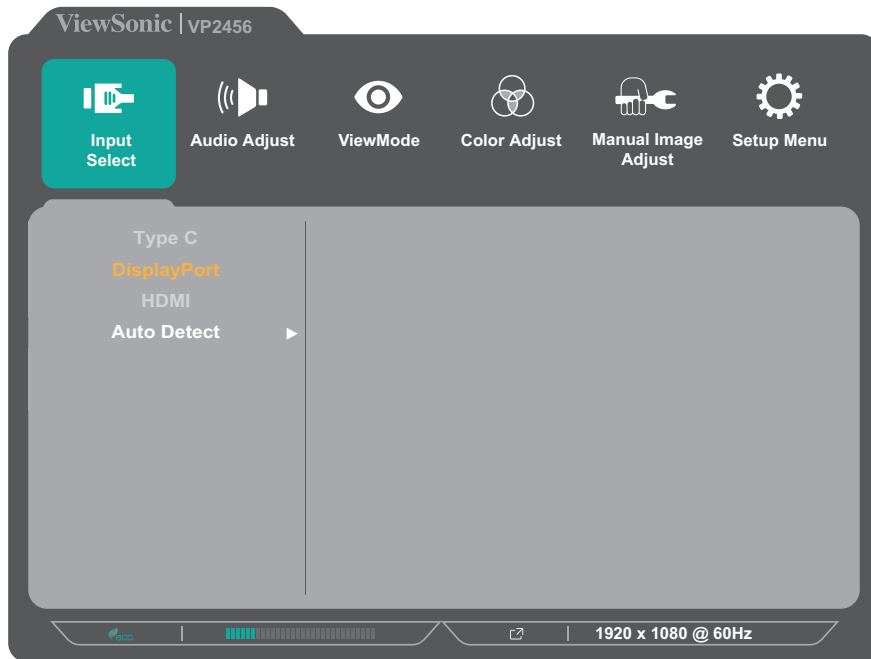 ViewSonic | VP2456
Input Select
Audio Adjust
ViewMode
Color Adjust
Manual Image Adjust
Setup Menu
Type C
DisplayPort
HDMI
Auto Detect
eco
1920 x 1080 @ 60Hz